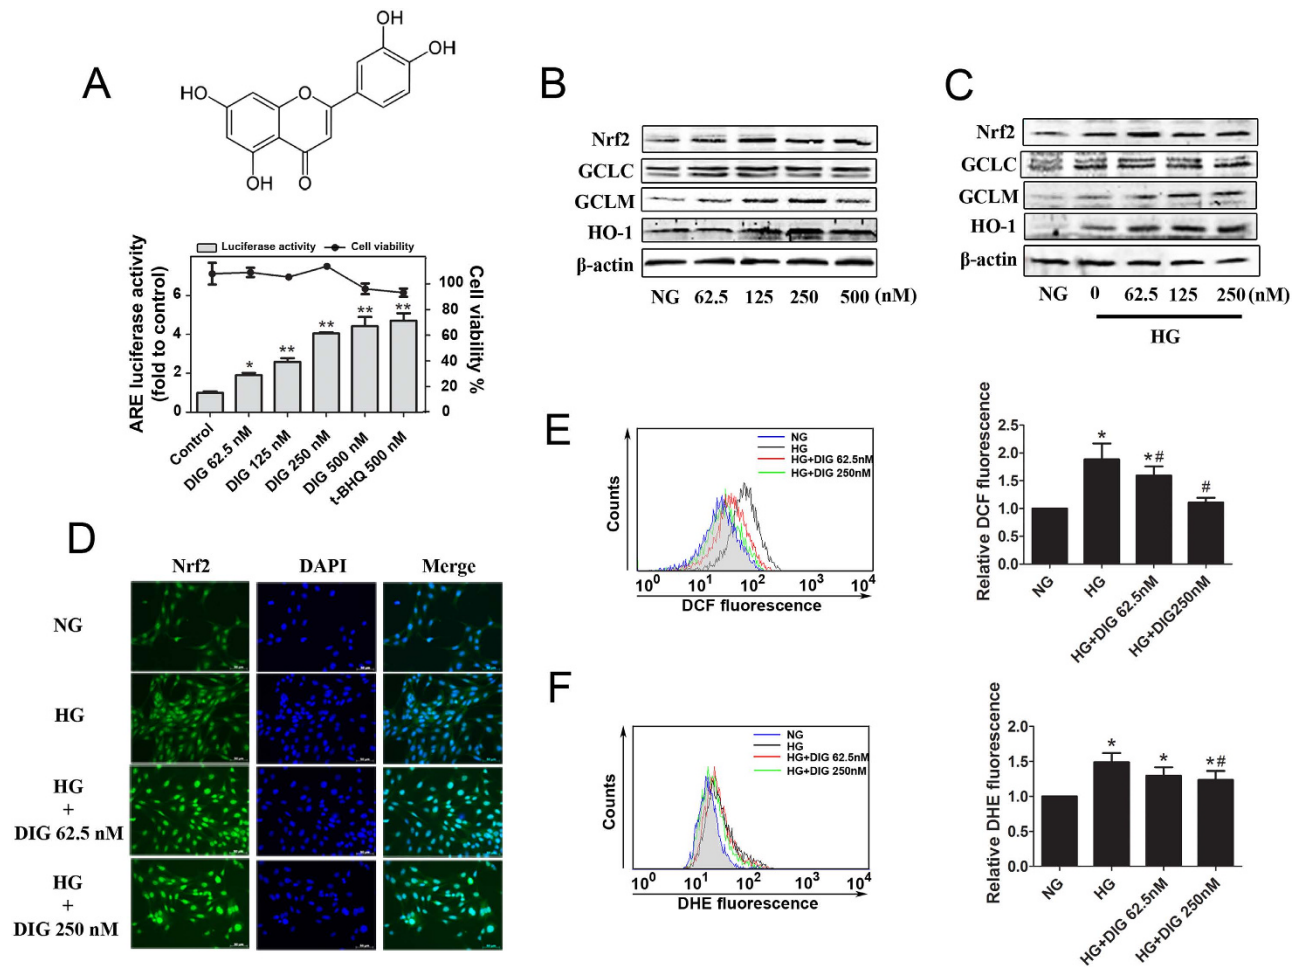 A
OH
OH
HO
O
OH
O
Luciferase activity
Cell viability
ARE luciferase activity
(fold to control)
6
4
2
0
100
80
60
40
20
0
Cell viability %
*
**
**
**
**
Control
DIG 62.5 nM
DIG 125 nM
DIG 250 nM
DIG 500 nM
t-BHQ 500 nM
B
Nrf2
GCLC
GCLM
HO-1
β-actin
NG 62.5 125 250 500 (nM)
C
Nrf2
GCLC
GCLM
HO-1
β-actin
NG 0 62.5 125 250 (nM)
HG
D
Nrf2 DAPI Merge
NG
HG
HG
+
DIG 62.5 nM
HG
+
DIG 250 nM
E
NG
HG
HG+DIG 62.5nM
HG+DIG 250nM
Counts
10⁰ 10¹ 10² 10³ 10⁴
DCF fluorescence
Relative DCF fluorescence
2.5
2.0
1.5
1.0
0.5
0.0
*
*#
#
NG
HG
HG+DIG 62.5nM
HG+DIG250nM
F
NG
HG
HG+DIG 62.5nM
HG+DIG 250nM
Counts
10⁰ 10¹ 10² 10³ 10⁴
DHE fluorescence
Relative DHE fluorescence
2.0
1.5
1.0
0.5
0.0
*
*
*#
NG
HG
HG+DIG 62.5nM
HG+DIG 250nM